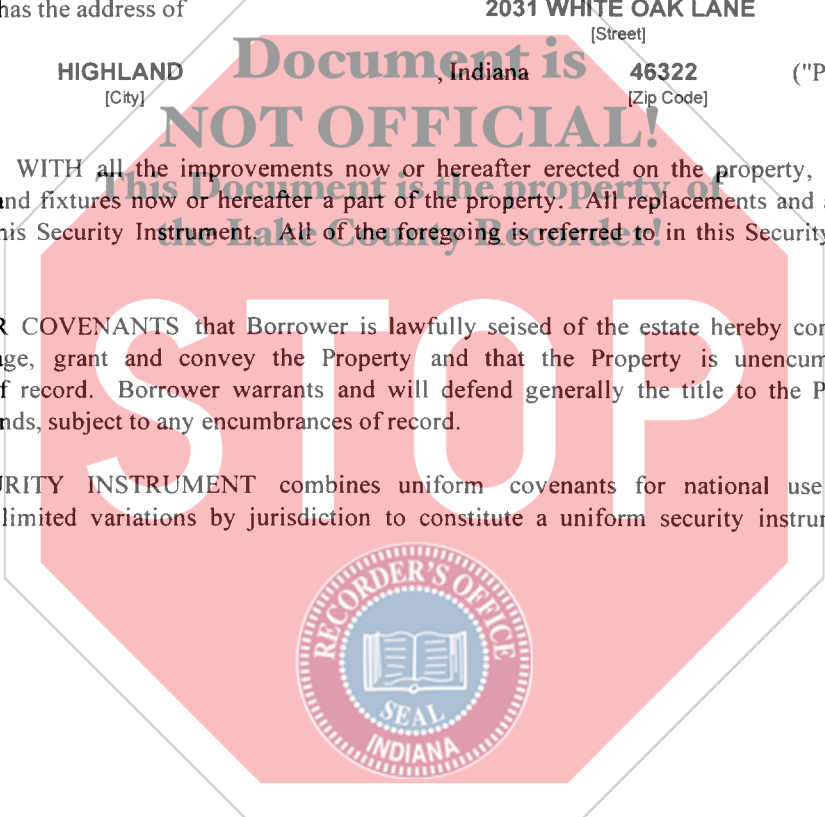 has the address of 2031 WHITE OAK LANE
[Street]
Document is
HIGHLAND , Indiana 46322 ("P
[City] [Zip Code]
NOT OFFICIAL!
WITH all the improvements now or hereafter erected on the property,
This Document is the property of
and fixtures now or hereafter a part of the property. All replacements and
his Security Instrument. All of the foregoing is referred to in this Security
the Lake County Recorder!
R COVENANTS that Borrower is lawfully seised of the estate hereby con
age, grant and convey the Property and that the Property is unencum
f record. Borrower warrants and will defend generally the title to the P
nds, subject to any encumbrances of record.
STOP
URITY INSTRUMENT combines uniform covenants for national use
limited variations by jurisdiction to constitute a uniform security instrum
RECORDER'S OFFICE
SEAL
INDIANA